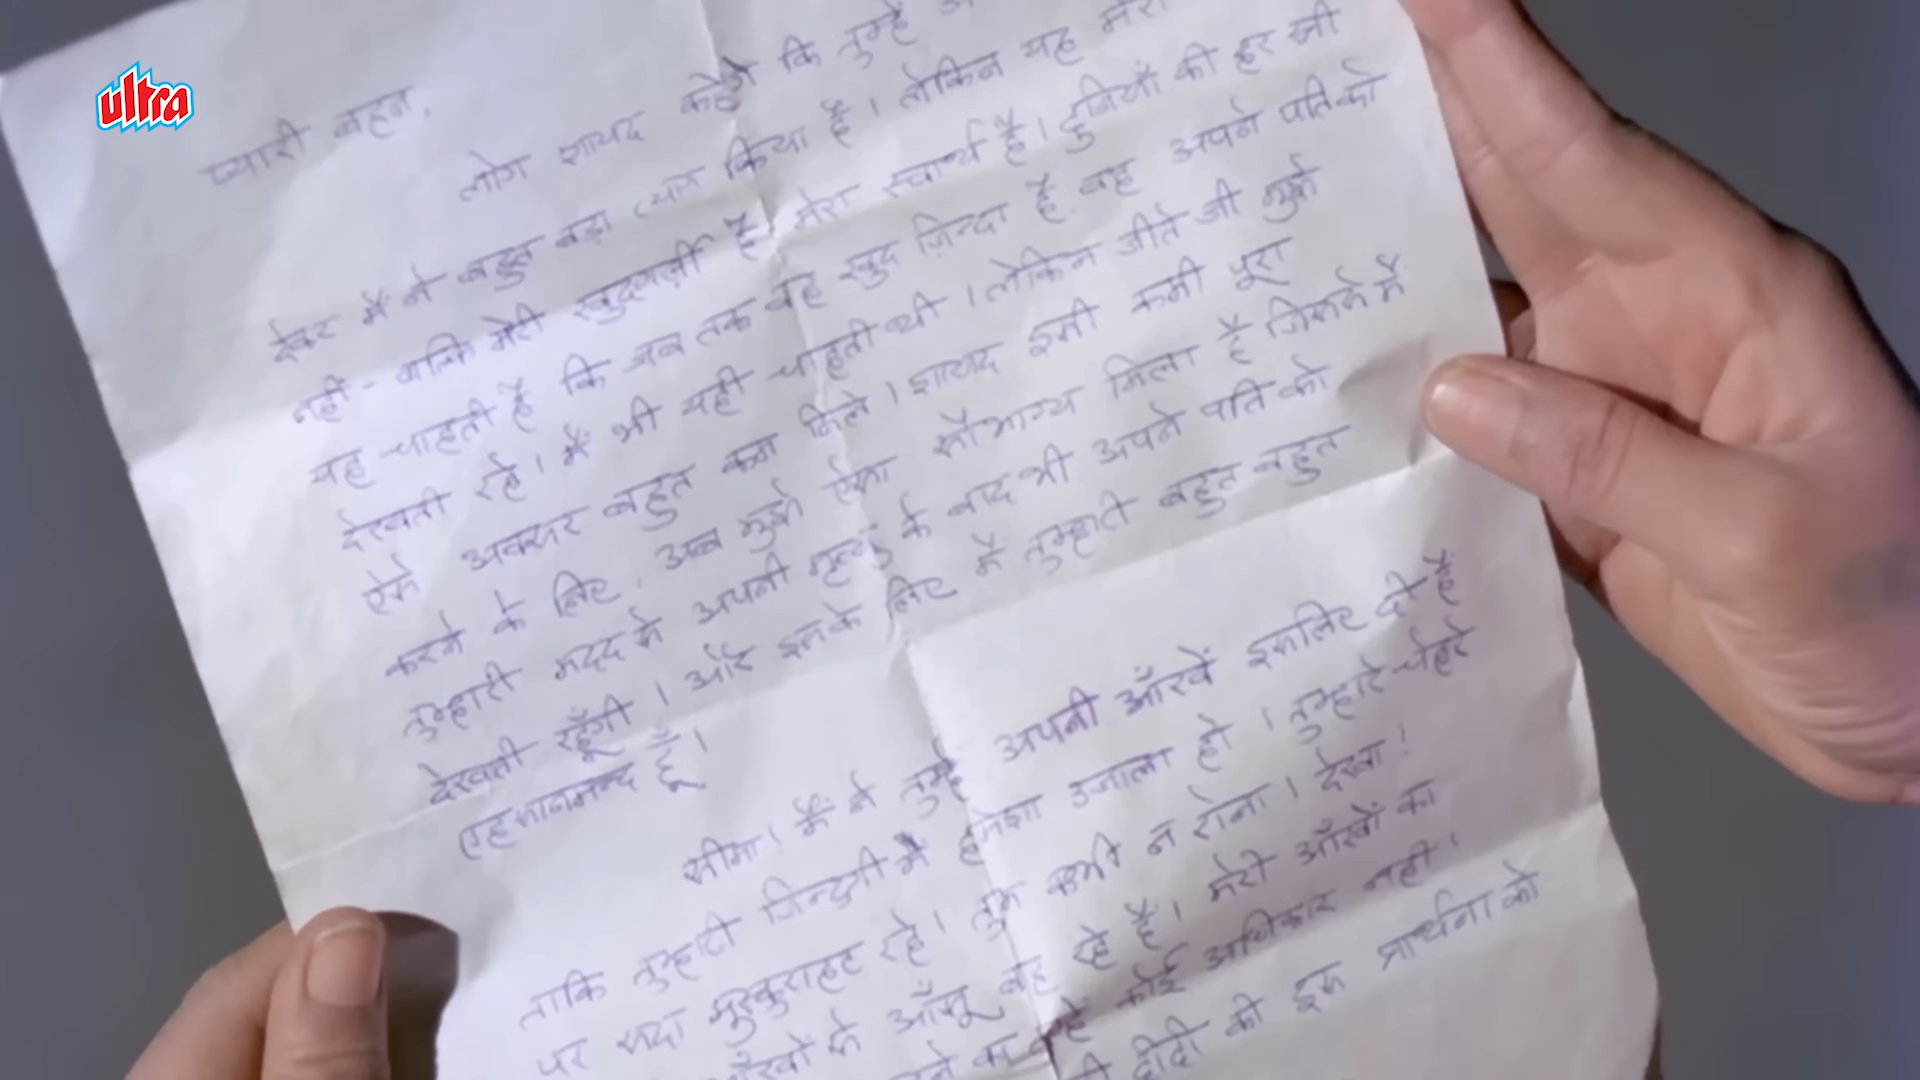 ultra
प्यारी बहन,
लोग शायद कहेंगे कि तुम्हें
देकर मैं ने बहुत बड़ा त्याग किया है। लेकिन यह मेरा
नहीं - बल्कि मेरी खुदगर्ज़ी है, मेरा स्वार्थ है। दुनियाँ की हर स्त्री
यह चाहती है कि जब तक वह खुद ज़िन्दा है, वह अपने पति को
देखती रहे। मैं भी यही चाहती थी। लेकिन जीते जी मुझे
ऐसे अवसर बहुत कम मिले। शायद इसी कमी पूरा
करने के लिए, अब मुझे ऐसा सौभाग्य मिला है जिससे मैं
तुम्हारी मदद से अपनी मृत्यु के बाद भी अपने पति को
देखती रहूँगी। और इसके लिए मैं तुम्हारी बहुत बहुत
एहसानमन्द हूँ।
सीमा! मैं ने तुम्हें अपनी आँखें इसलिए दी हैं
ताकि तुम्हारी ज़िन्दगी में हमेशा उजाला हो। तुम्हारे चेहरे
पर सदा मुस्कुराहट रहे। तुम कभी न रोना। देखो!
से आँसू बह रहे हैं। मेरी आँखों का
कोई अधिकार नहीं।
दीदी की इस प्रार्थना को